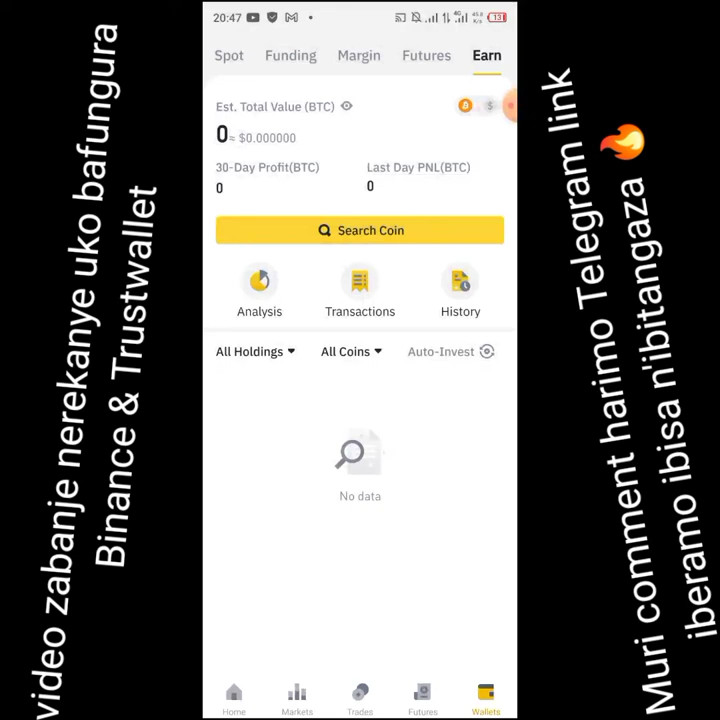 video zabanje nerekanye uko bafungura
Binance & Trustwallet
20:47
13
Spot Funding Margin Futures Earn
Est. Total Value (BTC)
0≈ $0.000000
30-Day Profit(BTC) Last Day PNL(BTC)
0 0
Search Coin
Analysis Transactions History
All Holdings All Coins Auto-Invest
No data
Home Markets Trades Futures Wallets
Muri comment harimo Telegram link
iberamo ibisa n'ibitangaza 🔥